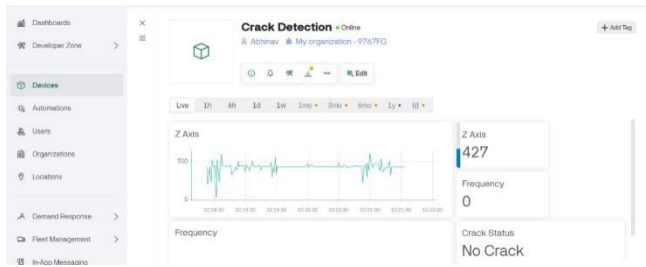 Dashboards
Developer Zone
Devices
Automations
Users
Organizations
Locations
Demand Response
Fleet Management
In-App Messaging
Crack Detection Online
Abhinav My organization - 9767FG
Edit
+ Add Tag
Live 1h 6h 1d 1w 1mo 3mo 6mo 1y
Z Axis
500
0
Z Axis
427
Frequency
0
Frequency
Crack Status
No Crack